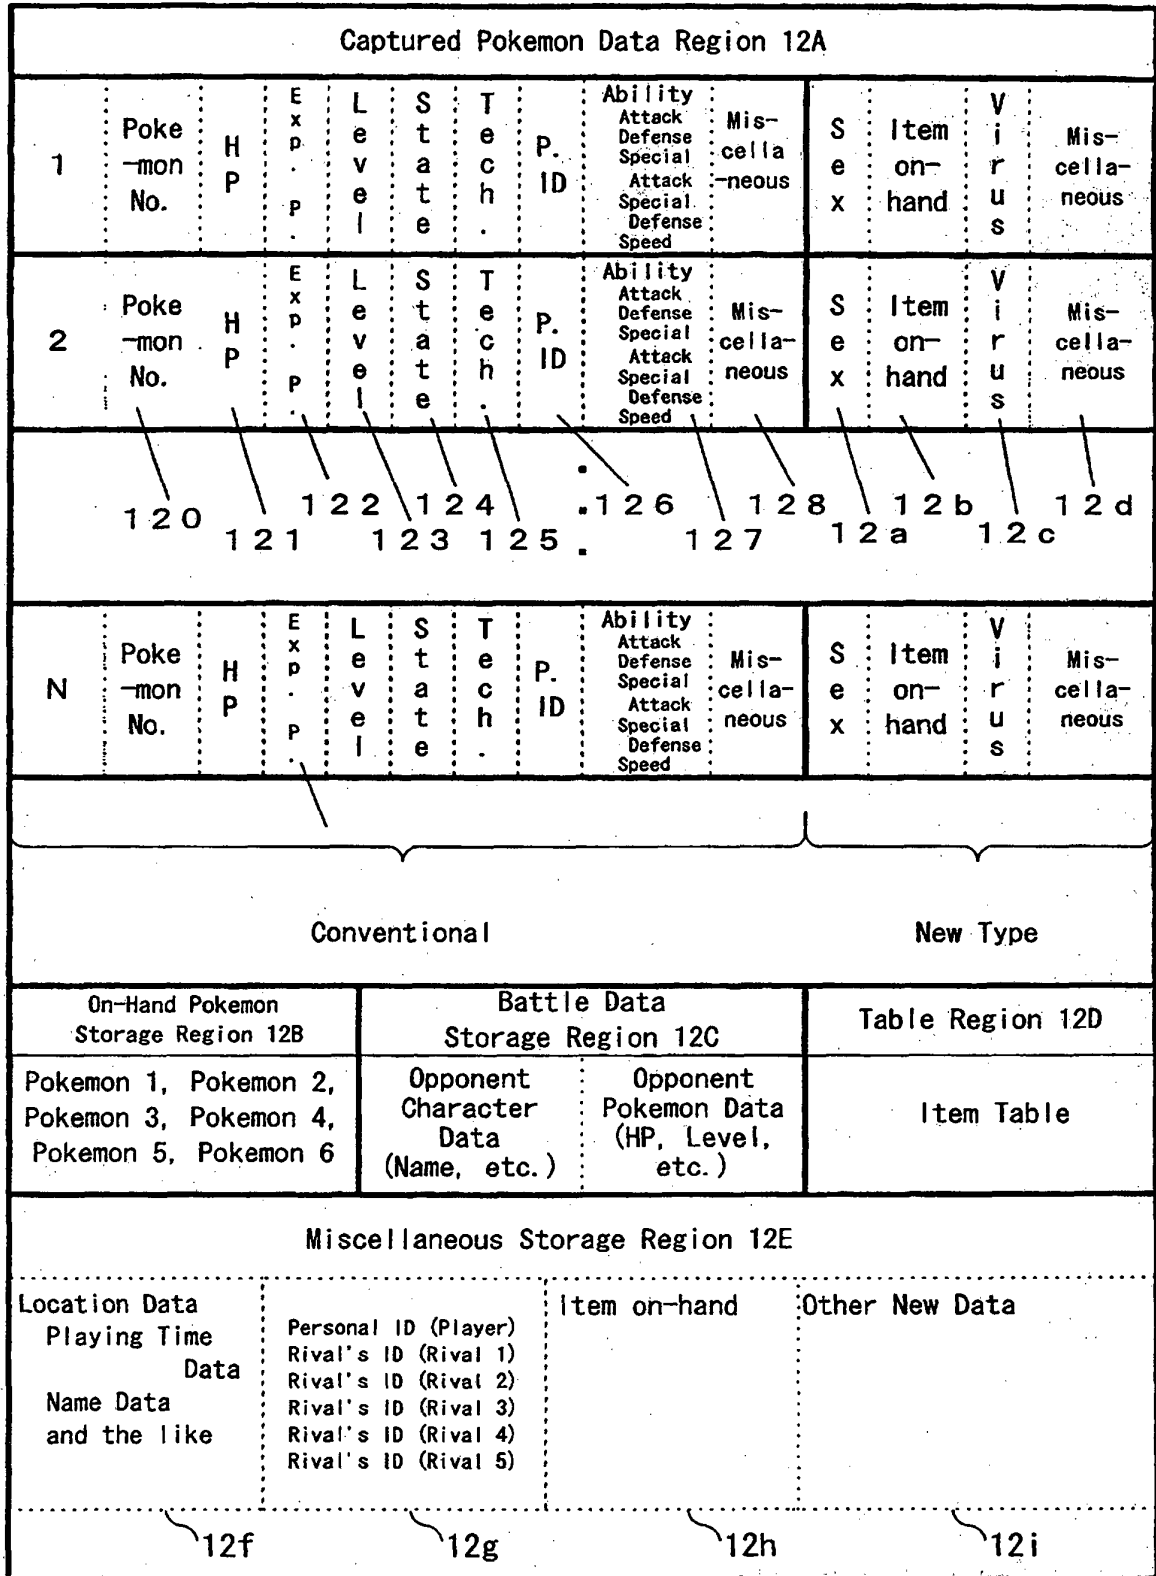 Captured Pokemon Data Region 12A
1
Poke
-mon
No.
HP
Exp. P.
Level
State
Tech.
P.
ID
Ability
Attack
Defense
Special
Attack
Special
Defense
Speed
Mis-
cella
-neous
Sex
Item
on-
hand
Virus
Mis-
cella-
neous
2
Poke
-mon
No.
HP
Exp. P.
Level
State
Tech.
P.
ID
Ability
Attack
Defense
Special
Attack
Special
Defense
Speed
Mis-
cella-
neous
Sex
Item
on-
hand
Virus
Mis-
cella-
neous
120
121
122
123
124
125
126
127
128
12a
12b
12c
12d
N
Poke
-mon
No.
HP
Exp. P.
Level
State
Tech.
P.
ID
Ability
Attack
Defense
Special
Attack
Special
Defense
Speed
Mis-
cella-
neous
Sex
Item
on-
hand
Virus
Mis-
cella-
neous
Conventional
New Type
On-Hand Pokemon
Storage Region 12B
Pokemon 1, Pokemon 2,
Pokemon 3, Pokemon 4,
Pokemon 5, Pokemon 6
Battle Data
Storage Region 12C
Opponent
Character
Data
(Name, etc.)
Opponent
Pokemon Data
(HP, Level,
etc.)
Table Region 12D
Item Table
Miscellaneous Storage Region 12E
Location Data
Playing Time
Data
Name Data
and the like
Personal ID (Player)
Rival's ID (Rival 1)
Rival's ID (Rival 2)
Rival's ID (Rival 3)
Rival's ID (Rival 4)
Rival's ID (Rival 5)
Item on-hand
Other New Data
12f
12g
12h
12i